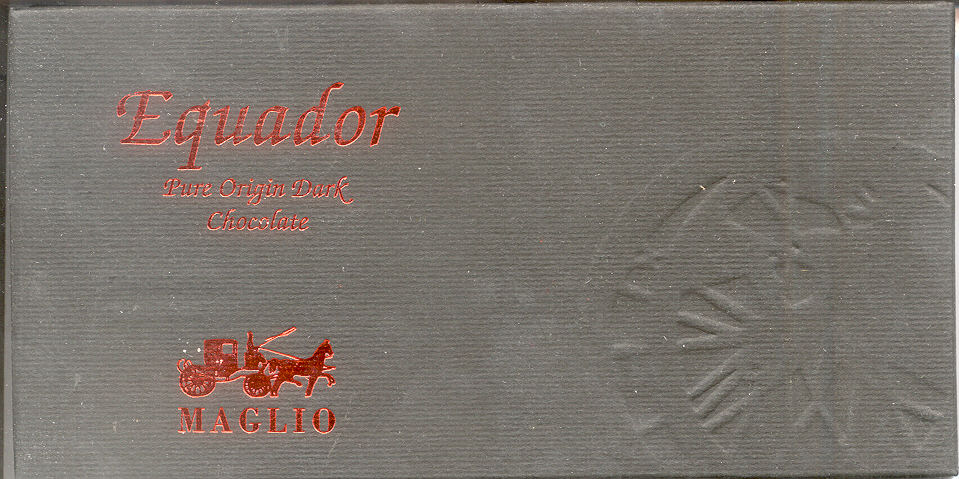 Equador
Pure Origin Dark
Chocolate
MAGLIO